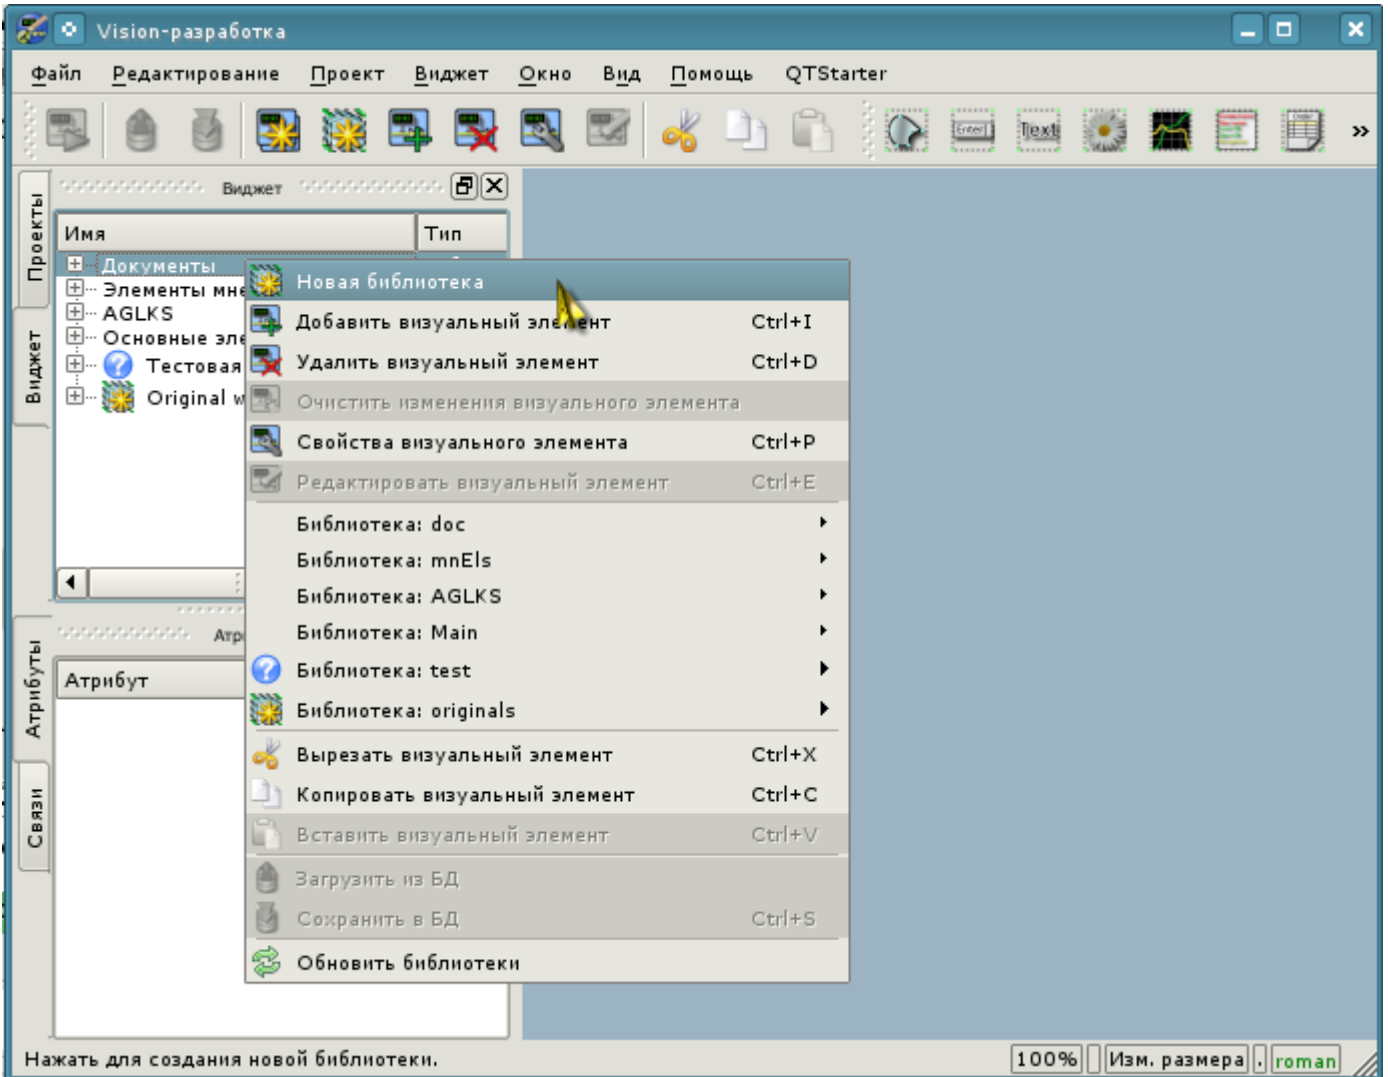 Vision-разработка
Файл Редактирование Проект Виджет Окно Вид Помощь QTStarter
Enter Text
Виджет
Проекты
Имя Тип
Документы
Элементы мне
AGLKS
Основные эле
Тестовая
Original w
Виджет
Новая библиотека
Добавить визуальный элемент Ctrl+I
Удалить визуальный элемент Ctrl+D
Очистить изменения визуального элемента
Свойства визуального элемента Ctrl+P
Редактировать визуальный элемент Ctrl+E
Библиотека: doc
Библиотека: mnEls
Библиотека: AGLKS
Библиотека: Main
Библиотека: test
Библиотека: originals
Вырезать визуальный элемент Ctrl+X
Копировать визуальный элемент Ctrl+C
Вставить визуальный элемент Ctrl+V
Загрузить из БД
Сохранить в БД Ctrl+S
Обновить библиотеки
Атр
Атрибуты
Атрибут
Связи
Нажать для создания новой библиотеки.
100% Изм. размера . roman